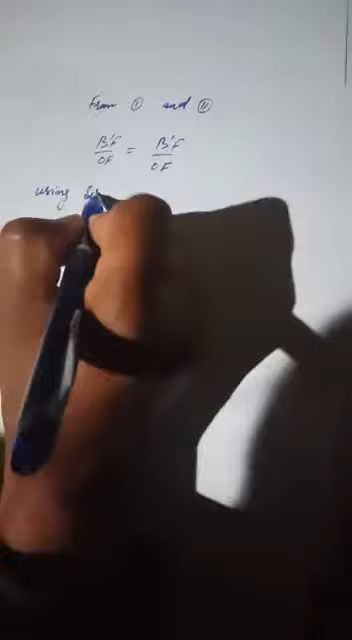 From ① and ②
B'F/OF = B'F/OF
using